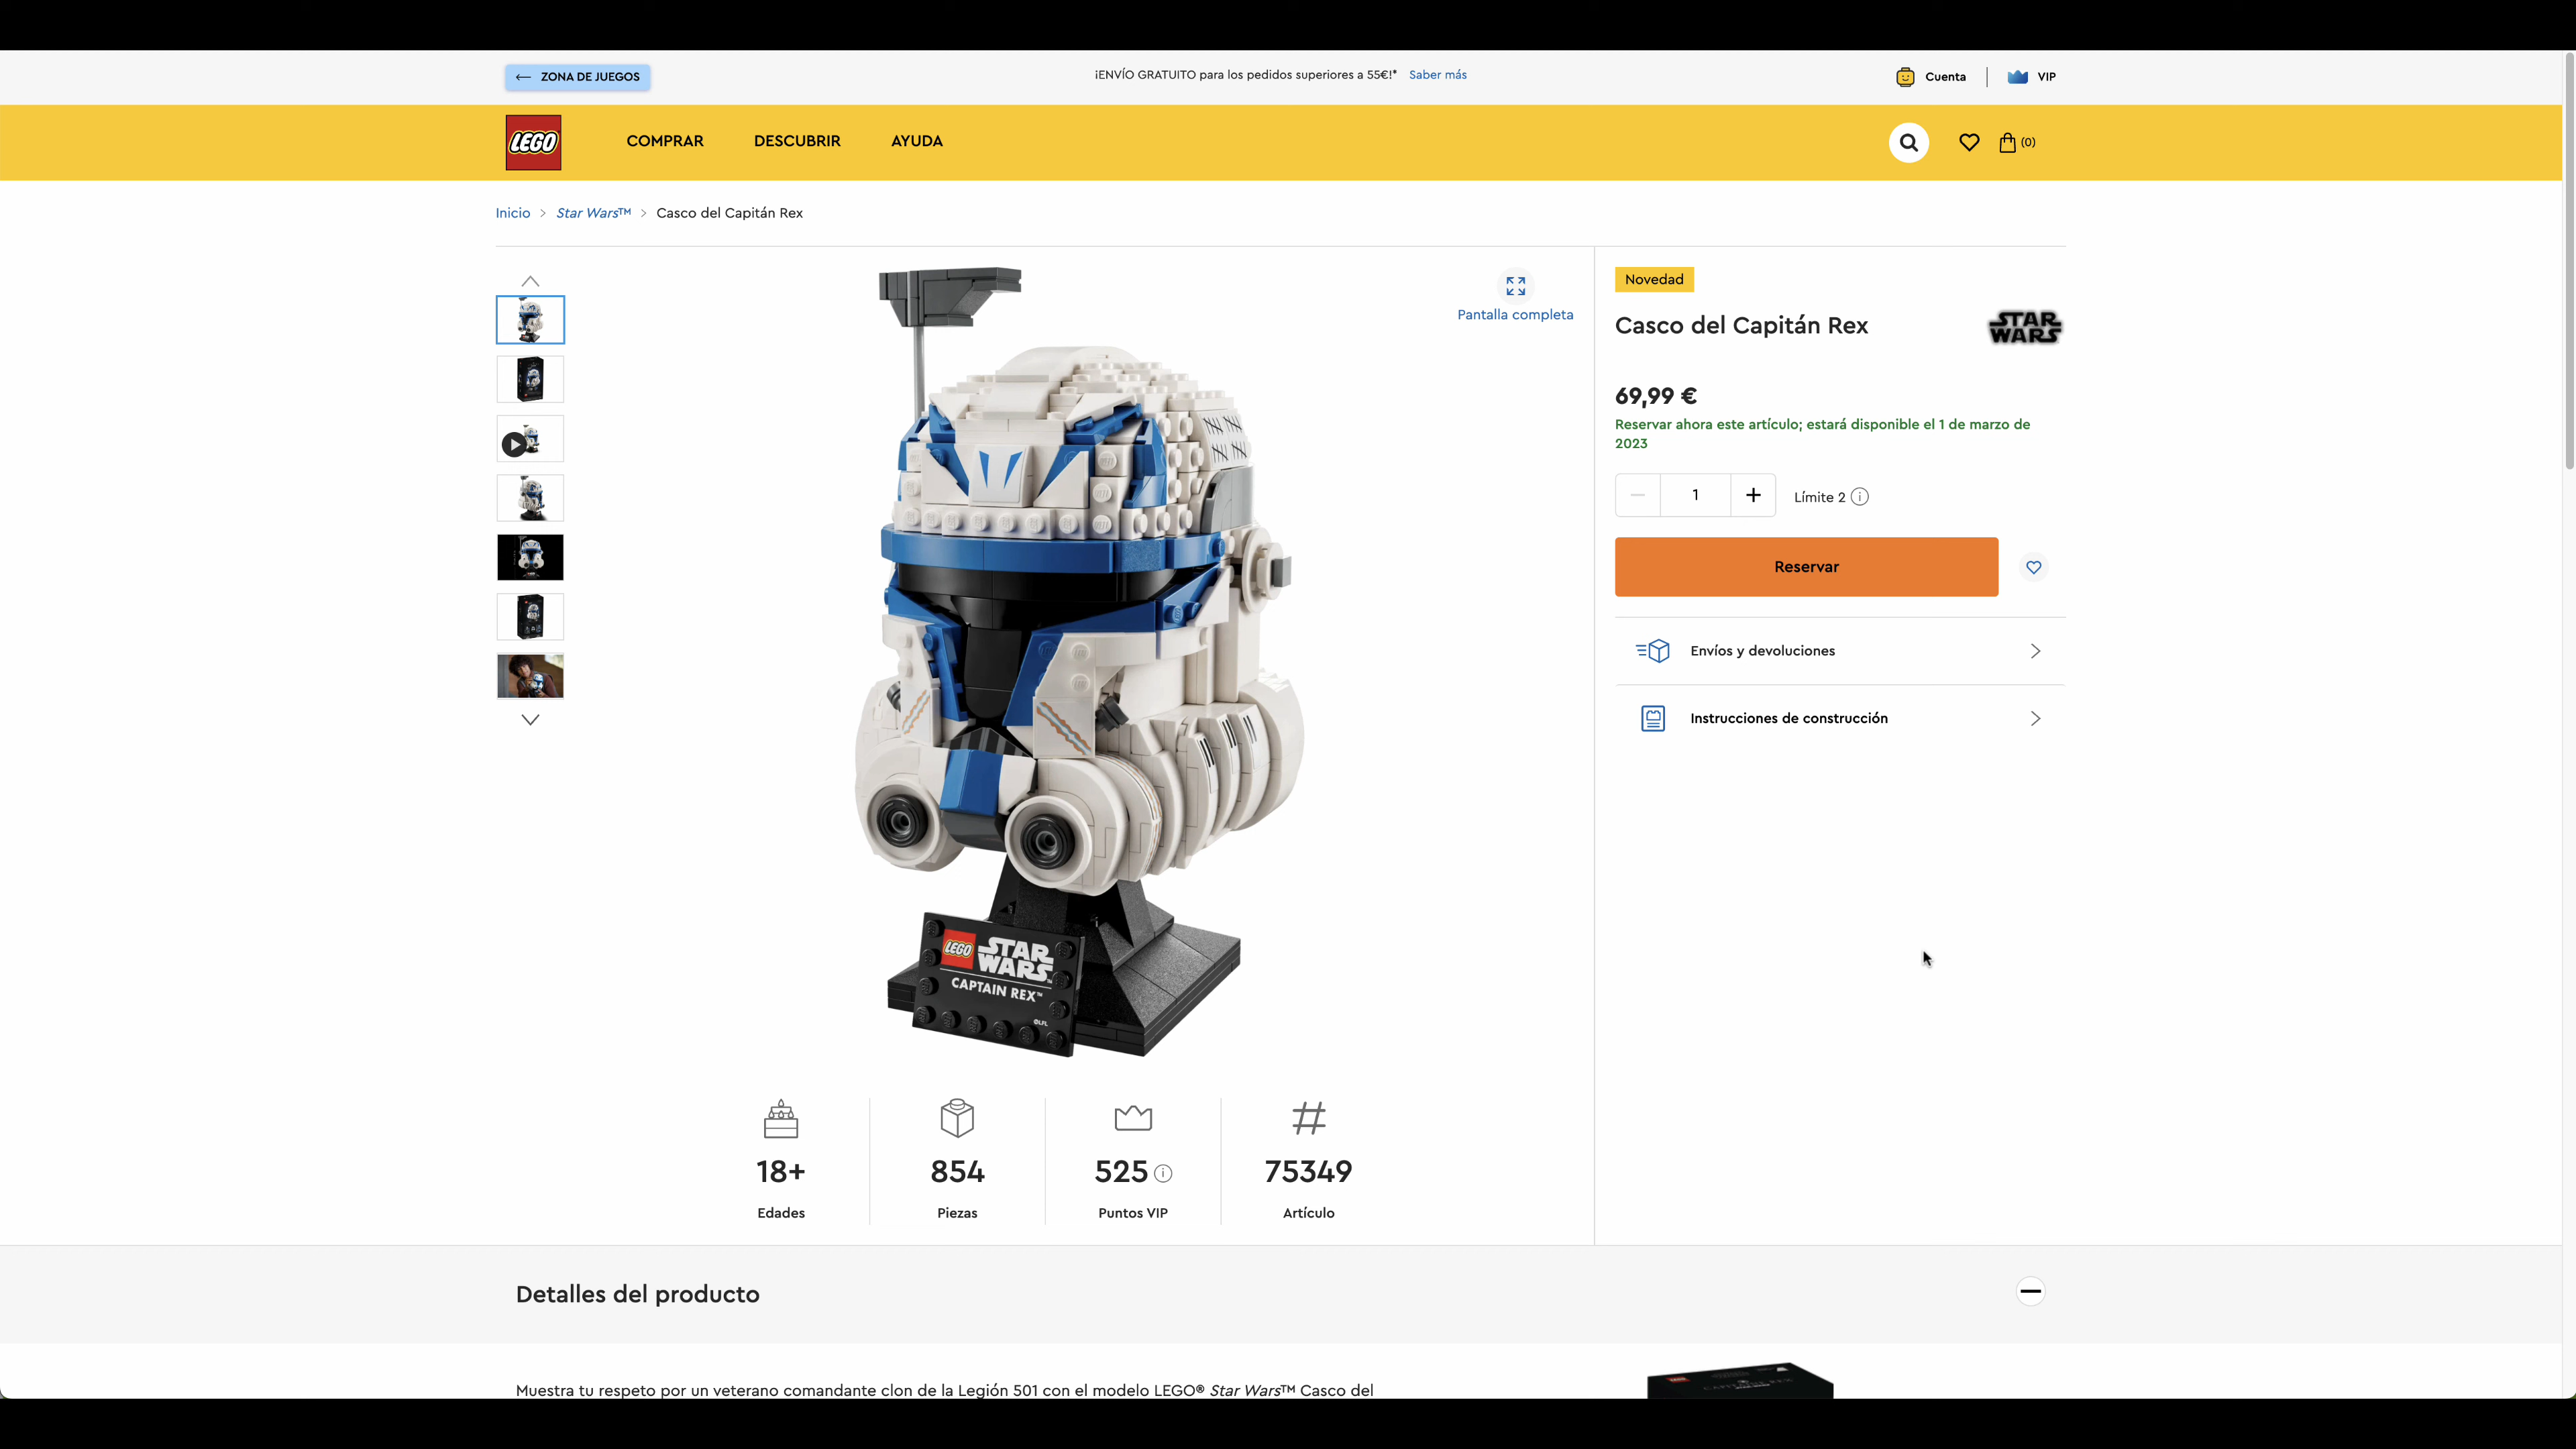 ZONA DE JUEGOS
¡ENVÍO GRATUITO para los pedidos superiores a 55€!* Saber más
Cuenta
VIP
LEGO
COMPRAR
DESCUBRIR
AYUDA
(0)
Inicio > Star Wars™ > Casco del Capitán Rex
Pantalla completa
LEGO
STAR WARS™
CAPTAIN REX™
©LFL
18+
Edades
854
Piezas
525
Puntos VIP
#
75349
Artículo
Novedad
Casco del Capitán Rex
STAR WARS
69,99 €
Reservar ahora este artículo; estará disponible el 1 de marzo de
2023
1
Límite 2
Reservar
Envíos y devoluciones
Instrucciones de construcción
Detalles del producto
Muestra tu respeto por un veterano comandante clon de la Legión 501 con el modelo LEGO® Star Wars™ Casco del